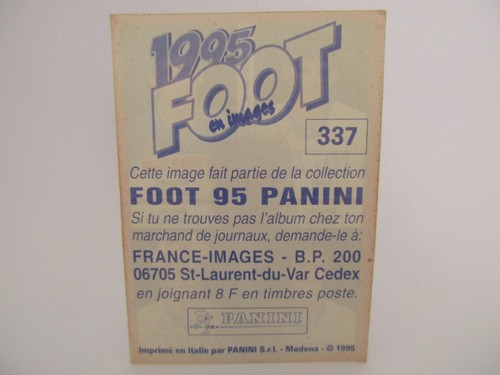 1995
FOOT
en images
337
Cette image fait partie de la collection
FOOT 95 PANINI
Si tu ne trouves pas l'album chez ton
marchand de journaux, demande-le à:
FRANCE-IMAGES - B.P. 200
06705 St-Laurent-du-Var Cedex
en joignant 8 F en timbres poste.
PANINI
Imprimé en Italie par PANINI S.r.l. - Modena - © 1995